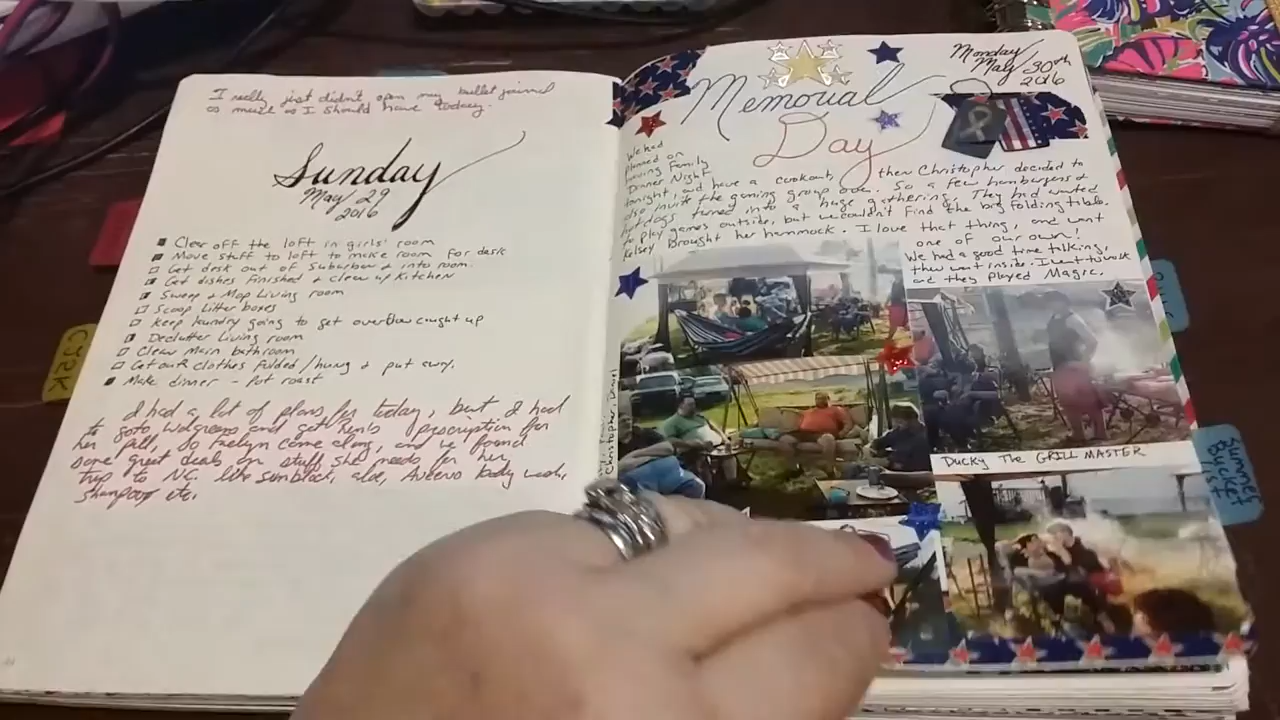 I really just didn't open my bullet journal
as much as I should have today.
Sunday
May 29
2016
Clear off the loft in girls' room
Move stuff to loft to make room for desk
Get desk out of Suburban & into room.
Get dishes finished & clean up Kitchen
Sweep & Mop Living room
Scoop Litter boxes
Keep laundry going to get overflow caught up
Declutter Living room
Clean Main bathroom
Get our clothes folded/hung & put away.
Make dinner - Pot roast
I had a lot of plans for today, but I had
to goto Walgreens and get
her all, so come along, and we found
some great deals on stuff she needs for her
trip to NC. like sunblock, Aveeno body wash,
shampoo etc.
Monday
May 30th
2016
Memorial
Day
We had
planned on
having Family
Dinner Night
tonight, and have a cookout, then Christopher decided to
also invite the gaming group over. So a few hamburgers &
hotdogs turned into a huge gathering. They had wanted
to play games outside, but we couldn't find the big folding table.
Kelsey brought her hammock. I love that thing, and want
one of our own!
We had a good time talking,
then went inside. I went to work
and they played Magic.
Christopher, Daniel
DUCKY THE GRILL MASTER
CJ52K
Summer
Bucket
List